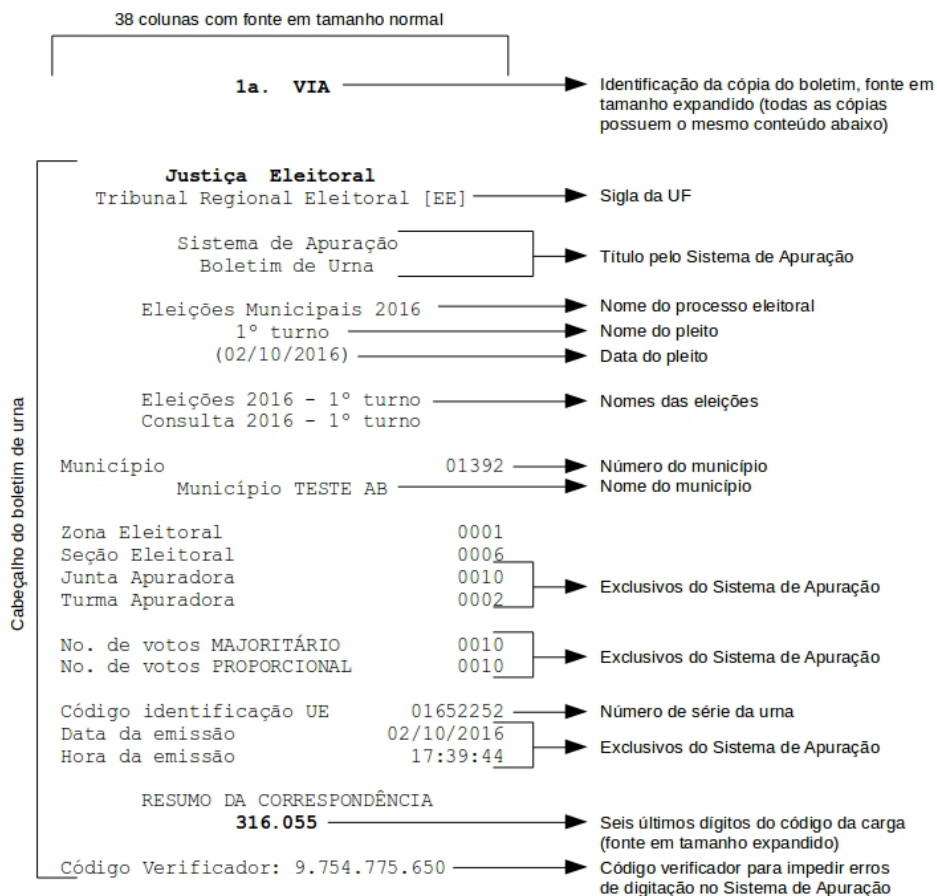 38 colunas com fonte em tamanho normal
1a. VIA
Identificação da cópia do boletim, fonte em
tamanho expandido (todas as cópias
possuem o mesmo conteúdo abaixo)
Cabeçalho do boletim de urna
Justiça Eleitoral
Tribunal Regional Eleitoral [EE]
Sigla da UF
Sistema de Apuração
Boletim de Urna
Título pelo Sistema de Apuração
Eleições Municipais 2016
Nome do processo eleitoral
1º turno
Nome do pleito
(02/10/2016)
Data do pleito
Eleições 2016 - 1º turno
Nomes das eleições
Consulta 2016 - 1º turno
Município 01392
Número do município
Município TESTE AB
Nome do município
Zona Eleitoral 0001
Seção Eleitoral 0006
Junta Apuradora 0010
Turma Apuradora 0002
Exclusivos do Sistema de Apuração
No. de votos MAJORITÁRIO 0010
No. de votos PROPORCIONAL 0010
Exclusivos do Sistema de Apuração
Código identificação UE 01652252
Número de série da urna
Data da emissão 02/10/2016
Hora da emissão 17:39:44
Exclusivos do Sistema de Apuração
RESUMO DA CORRESPONDÊNCIA
316.055
Seis últimos dígitos do código da carga
(fonte em tamanho expandido)
Código Verificador: 9.754.775.650
Código verificador para impedir erros
de digitação no Sistema de Apuração